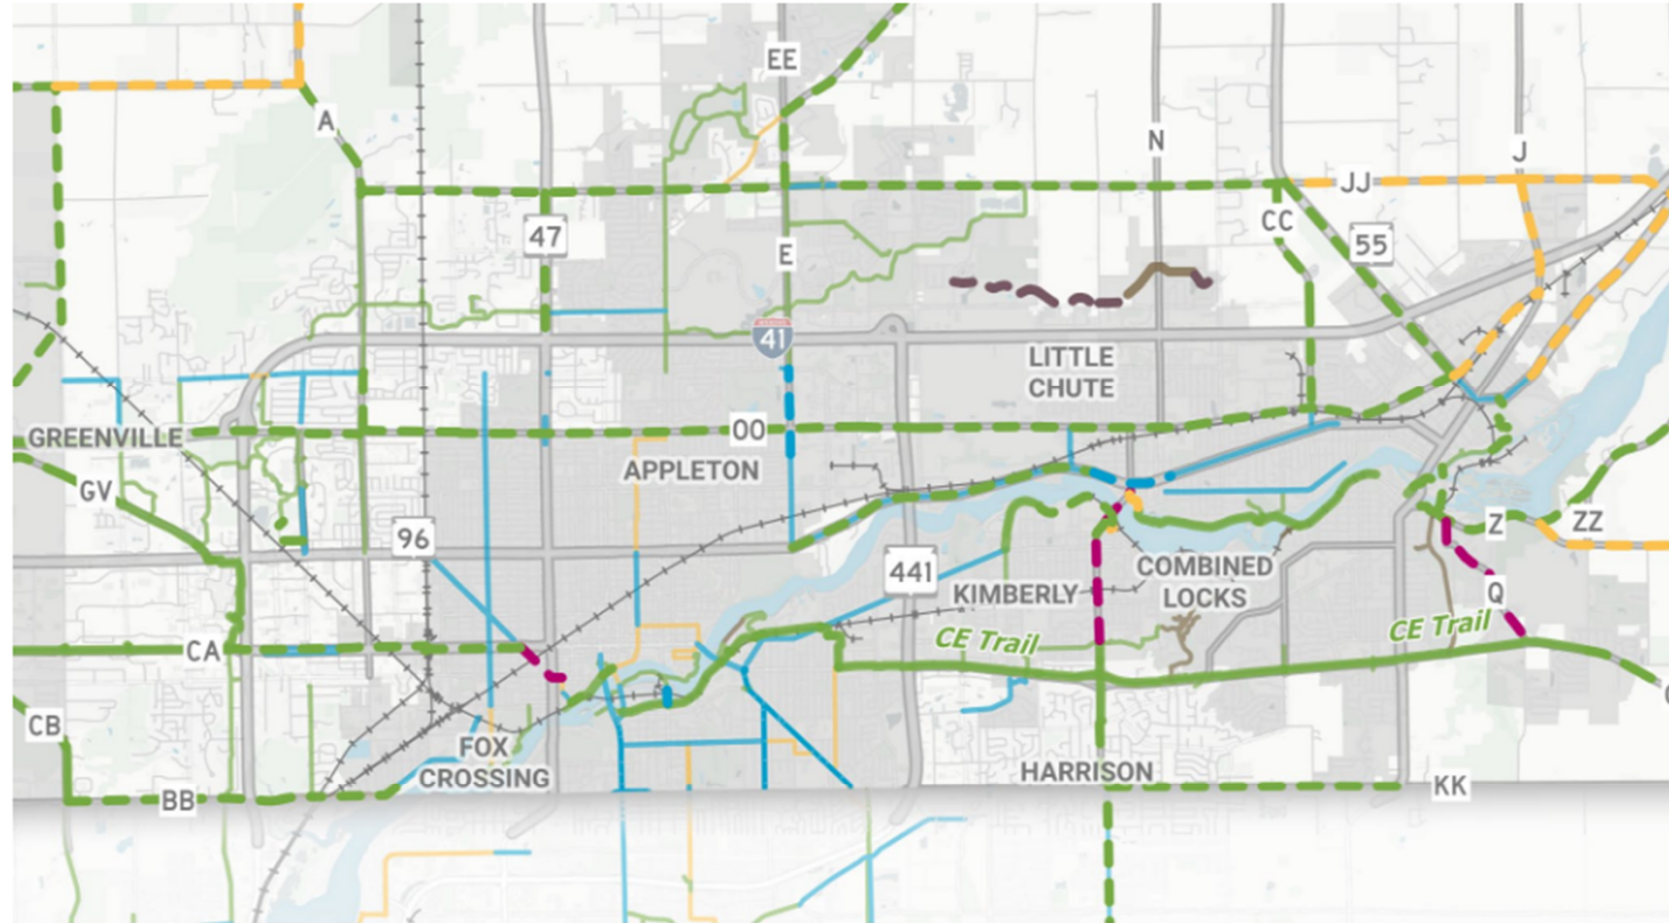 EE
A
N
J
JJ
CC
47
55
E
41
LITTLE
CHUTE
OO
GREENVILLE
APPLETON
GV
96
Z
ZZ
441
COMBINED
LOCKS
KIMBERLY
Q
CE Trail
CE Trail
CA
CB
FOX
CROSSING
HARRISON
KK
BB